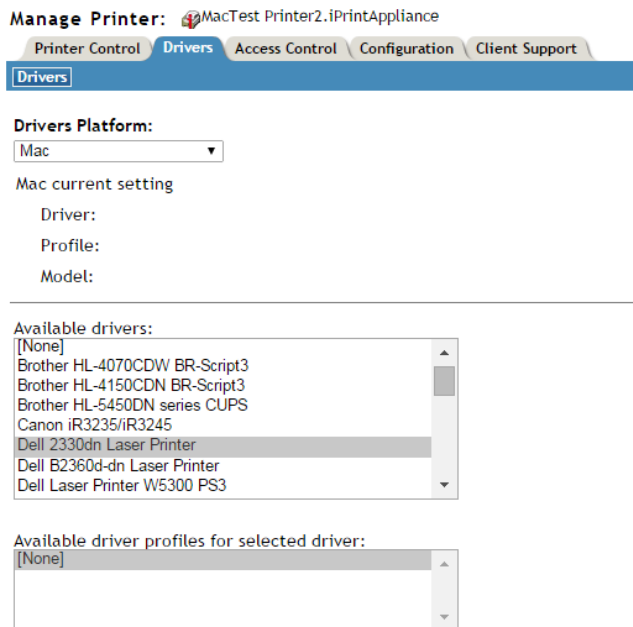 Manage Printer: MacTest Printer2.iPrintAppliance
Printer Control Drivers Access Control Configuration Client Support
Drivers
Drivers Platform:
Mac
Mac current setting
Driver:
Profile:
Model:
Available drivers:
[None]
Brother HL-4070CDW BR-Script3
Brother HL-4150CDN BR-Script3
Brother HL-5450DN series CUPS
Canon iR3235/iR3245
Dell 2330dn Laser Printer
Dell B2360d-dn Laser Printer
Dell Laser Printer W5300 PS3
Available driver profiles for selected driver:
[None]